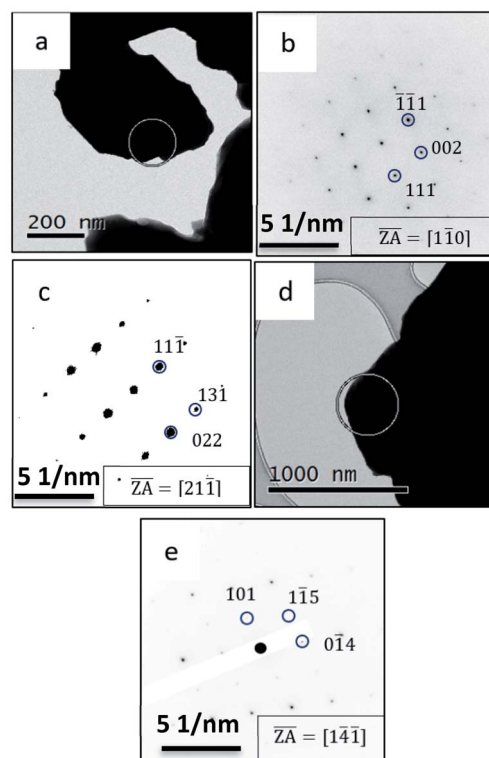 a
200 nm
b
1̄1̄1
002
111
5 1/nm
Z̅A̅ = [11̄0]
c
111̄
131
022
5 1/nm
Z̅A̅ = [211̄]
d
1000 nm
e
101
11̄5
01̄4
5 1/nm
Z̅A̅ = [14̄1̄]